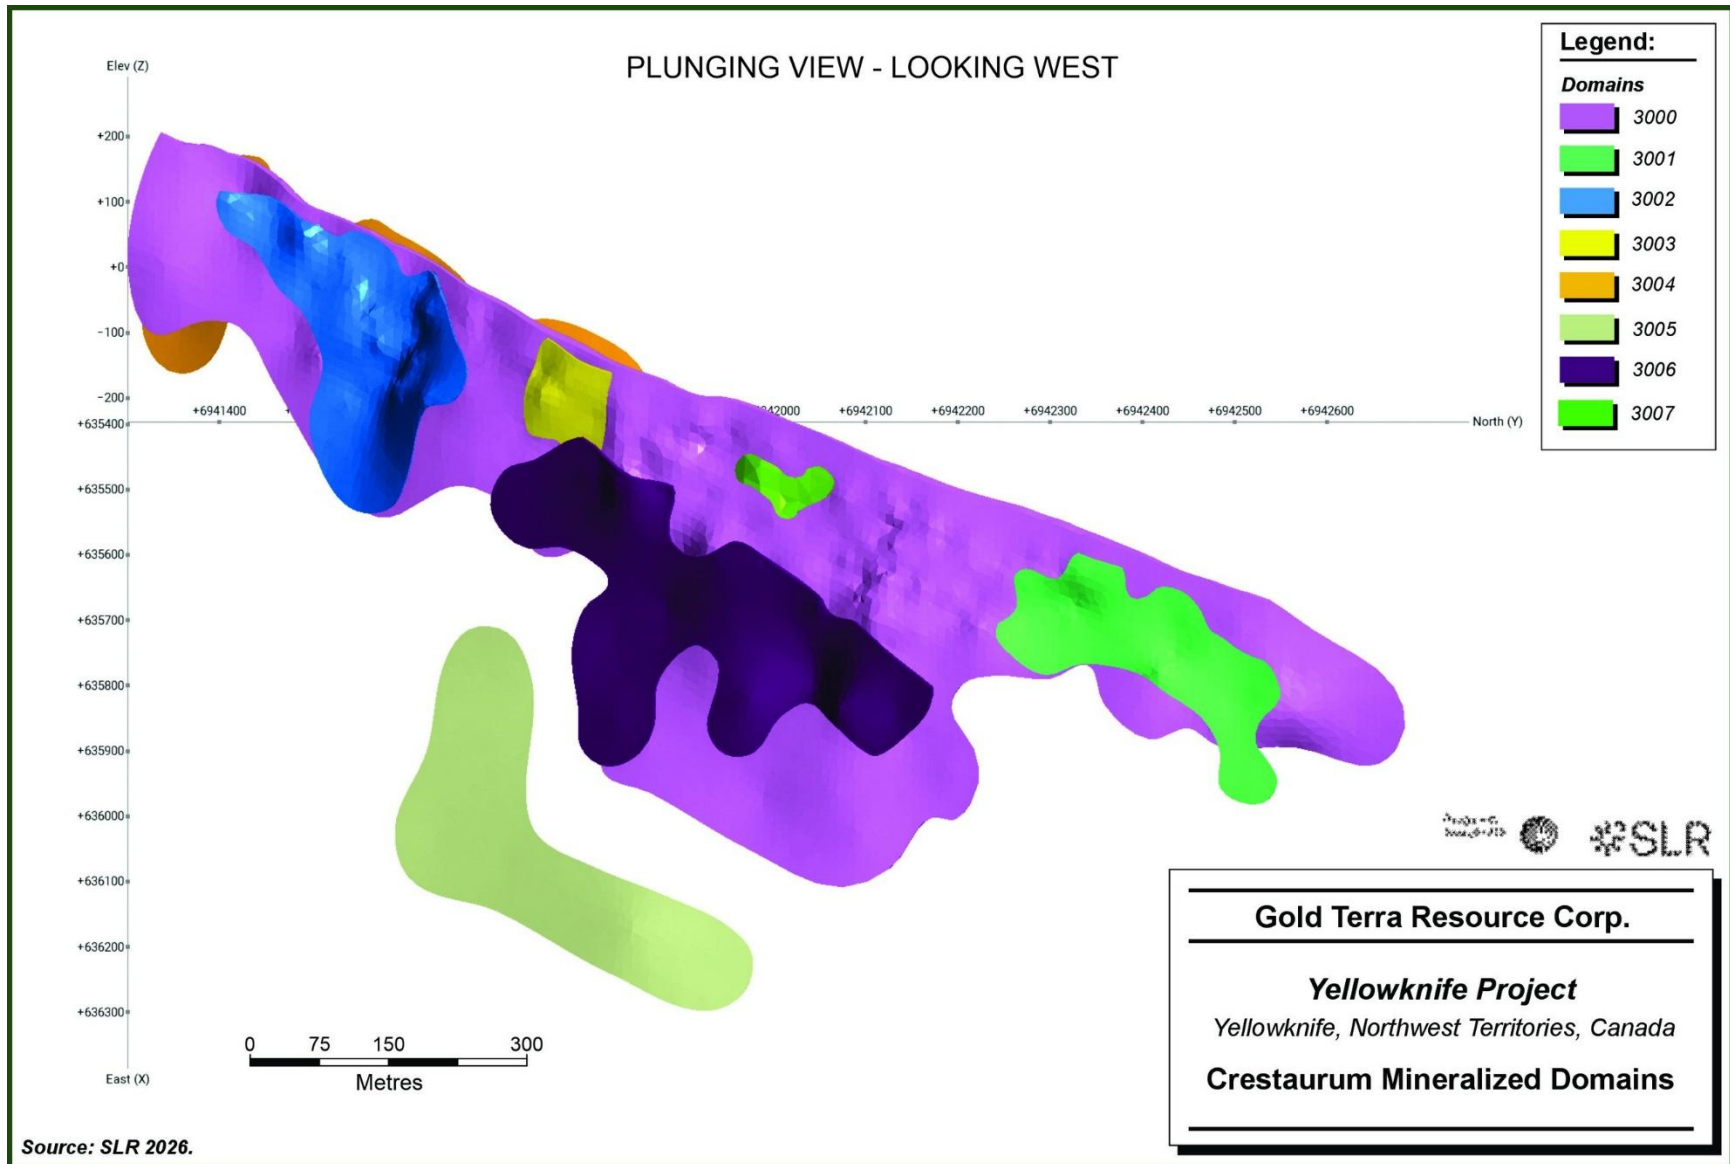 PLUNGING VIEW - LOOKING WEST
Elev (Z)
+200
+100
+0
-100
-200
+6941400
+6942100
+6942200
+6942300
+6942400
+6942500
+6942600
North (Y)
+635400
+635500
+635600
+635700
+635800
+635900
+636000
+636100
+636200
+636300
East (X)
0 75 150 300
Metres
Legend:
Domains
3000
3001
3002
3003
3004
3005
3006
3007
SLR
Gold Terra Resource Corp.
Yellowknife Project
Yellowknife, Northwest Territories, Canada
Crestaurum Mineralized Domains
Source: SLR 2026.